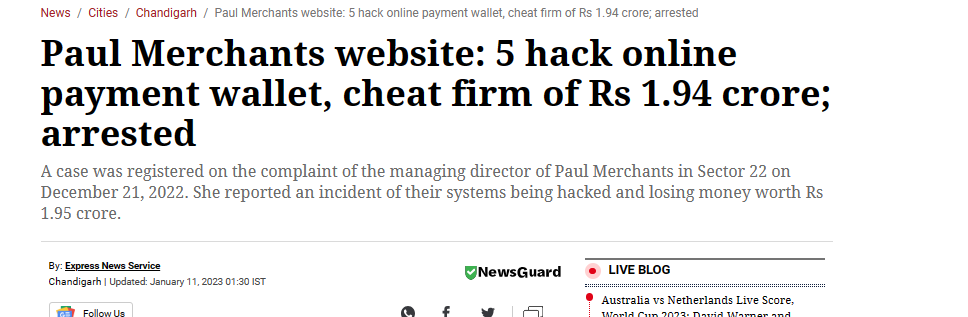 News / Cities / Chandigarh / Paul Merchants website: 5 hack online payment wallet, cheat firm of Rs 1.94 crore; arrested
Paul Merchants website: 5 hack online
payment wallet, cheat firm of Rs 1.94 crore;
arrested
A case was registered on the complaint of the managing director of Paul Merchants in Sector 22 on
December 21, 2022. She reported an incident of their systems being hacked and losing money worth Rs
1.95 crore.
By: Express News Service
Chandigarh | Updated: January 11, 2023 01:30 IST
NewsGuard
Follow Us
LIVE BLOG
Australia vs Netherlands Live Score,
World Cup 2023: David Warner and